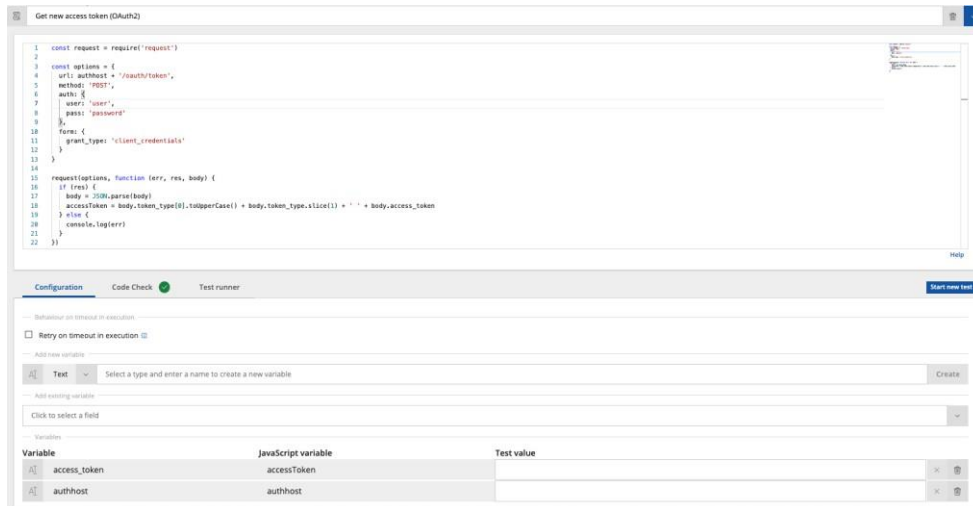 Get new access token (OAuth2)
1 const request = require('request')
2
3 const options = {
4 url: authhost + '/oauth/token',
5 method: 'POST',
6 auth: {
7 user: 'user',
8 pass: 'password'
9 },
10 form: {
11 grant_type: 'client_credentials'
12 }
13 }
14
15 request(options, function (err, res, body) {
16 if (res) {
17 body = JSON.parse(body)
18 accessToken = body.token_type[0].toUpperCase() + body.token_type.slice(1) + ' ' + body.access_token
19 } else {
20 console.log(err)
21 }
22 })
Help
Configuration Code Check Test runner Start new test
Behaviour on timeout in execution
Retry on timeout in execution
Add new variable
Text Select a type and enter a name to create a new variable Create
Add existing variable
Click to select a field
Variables
Variable JavaScript variable Test value
access_token accessToken
authhost authhost